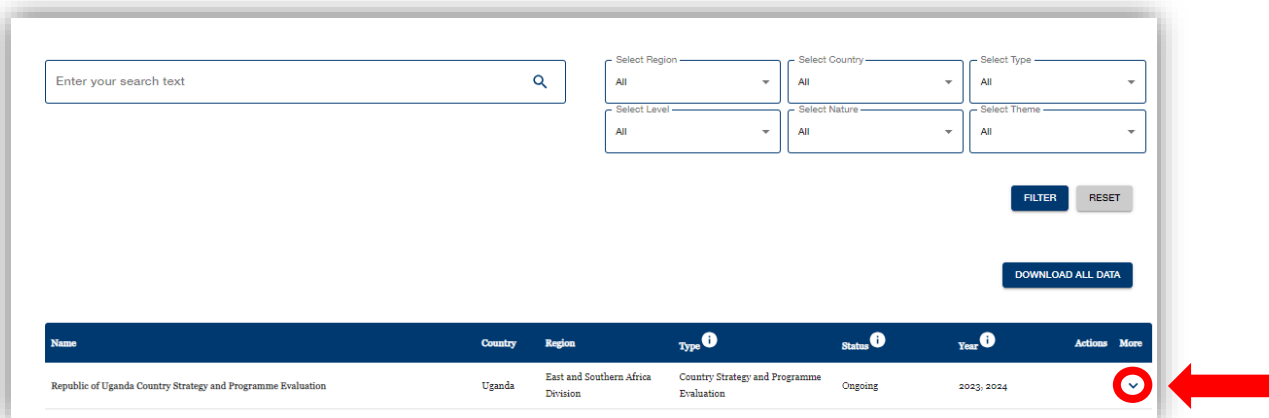 Select Region
Select Country
Select Type
Enter your search text
All
All
All
Select Level
Select Nature
Select Theme
All
All
All
FILTER
RESET
DOWNLOAD ALL DATA
Name Country Region Type i Status i Year i Actions More
East and Southern Africa Country Strategy and Programme
Republic of Uganda Country Strategy and Programme Evaluation Uganda Ongoing 2023, 2024
Division Evaluation